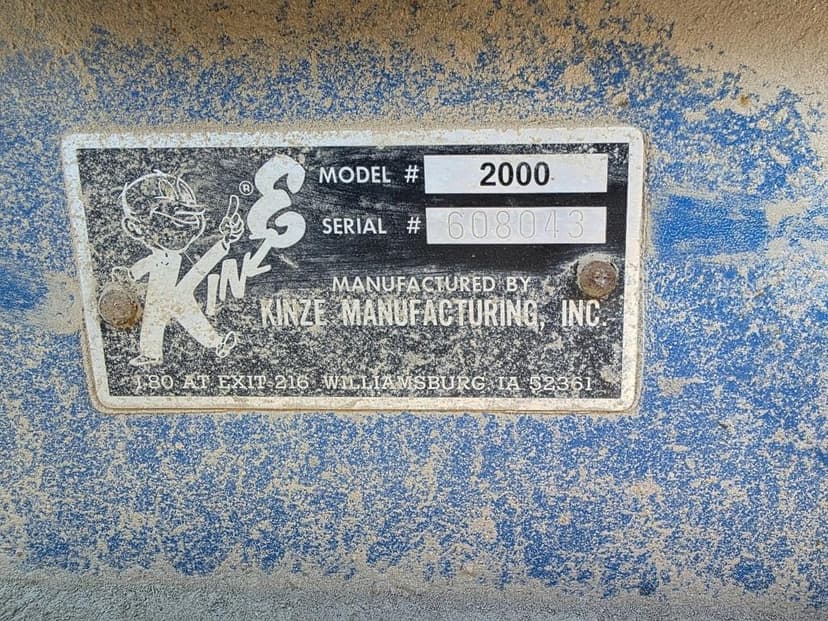 KINZE ®
MODEL # 2000
SERIAL # 608043
MANUFACTURED BY
KINZE MANUFACTURING, INC.
I-80 AT EXIT 216 WILLIAMSBURG, IA 52361